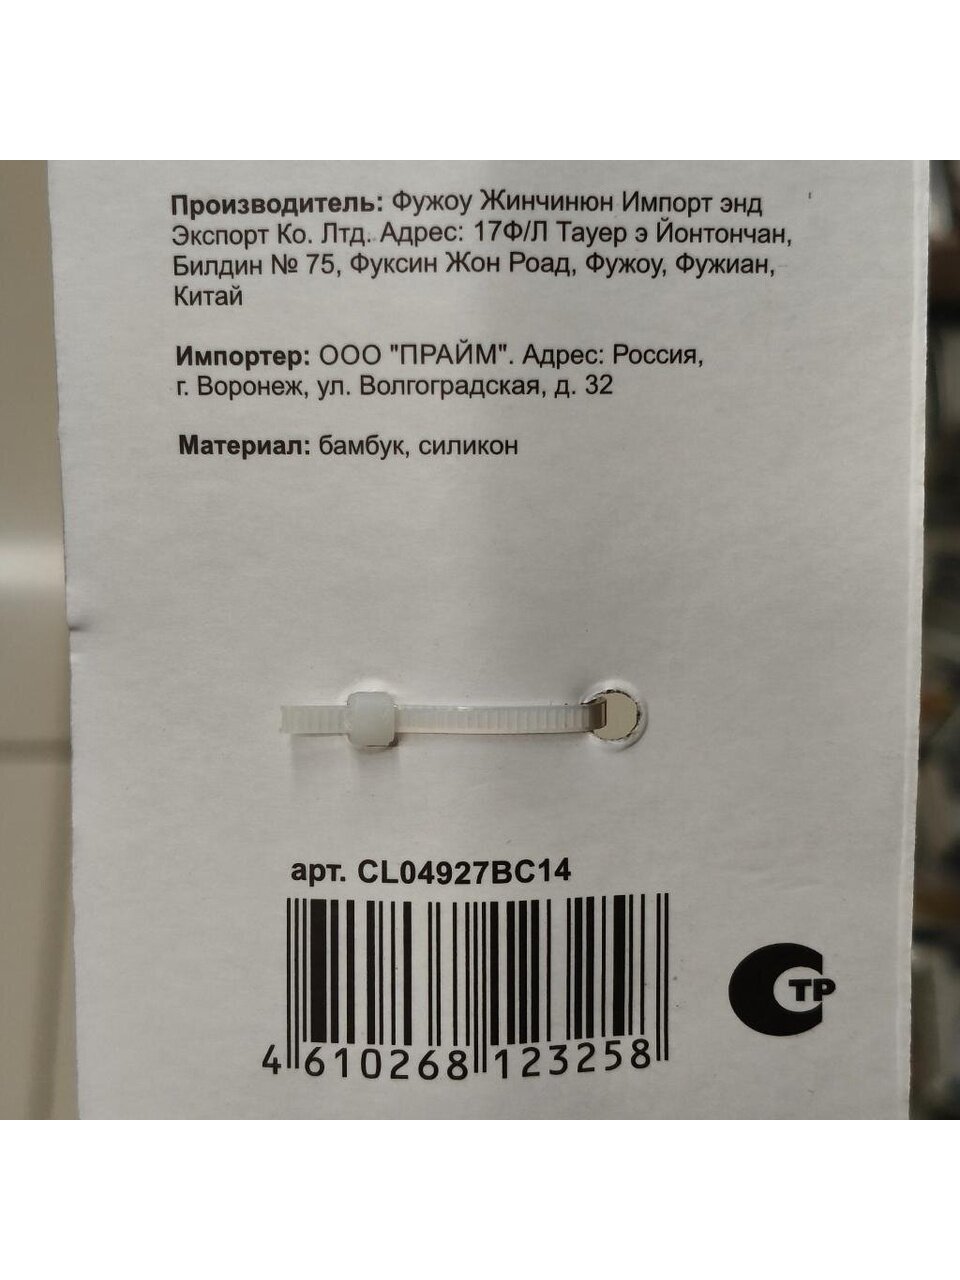 Производитель: Фужоу Жинчинюн Импорт энд
Экспорт Ко. Лтд. Адрес: 17Ф/Л Тауер э Йонтончан,
Билдин № 75, Фуксин Жон Роад, Фужоу, Фужиан,
Китай
Импортер: ООО "ПРАЙМ". Адрес: Россия,
г. Воронеж, ул. Волгоградская, д. 32
Материал: бамбук, силикон
арт. CL04927BC14
СТР
4 610268 123258